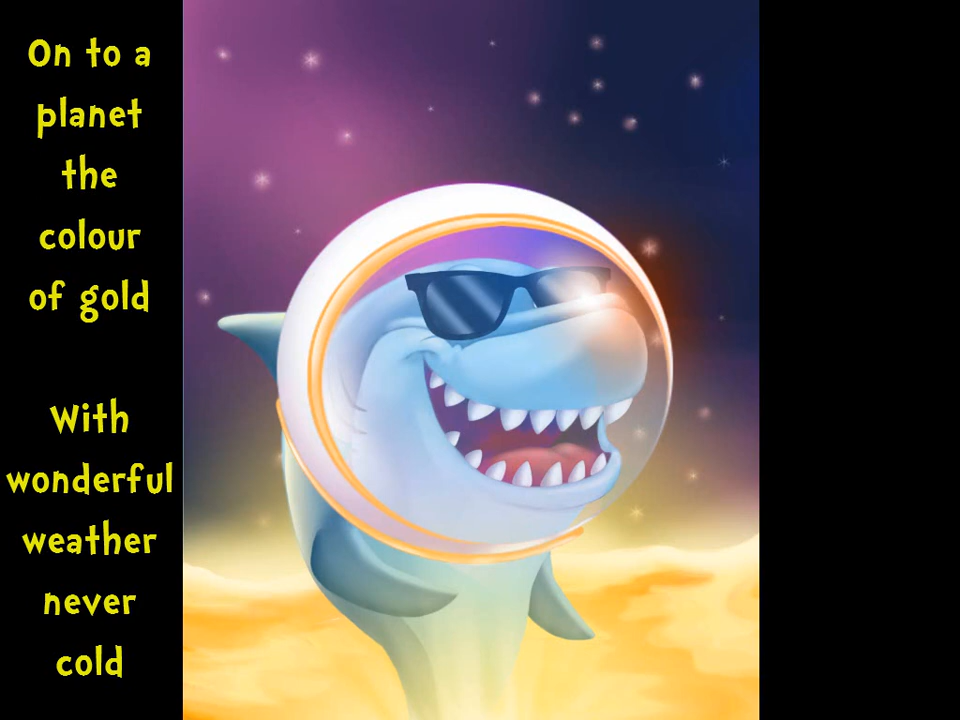 On to a
planet
the
colour
of gold
With
wonderful
weather
never
cold